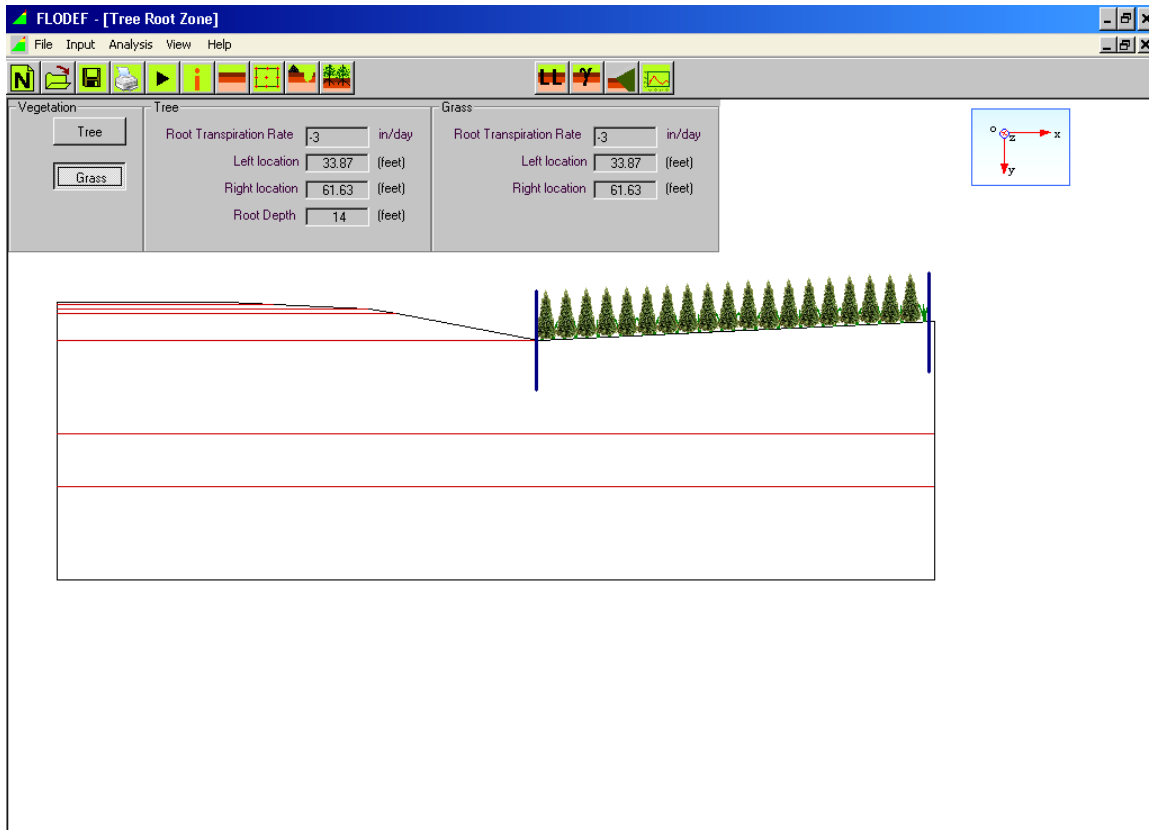 FLODEF - [Tree Root Zone]
File Input Analysis View Help
N i LL γ
Vegetation
Tree
Grass
Tree
Root Transpiration Rate -3 in/day
Left location 33.87 (feet)
Right location 61.63 (feet)
Root Depth 14 (feet)
Grass
Root Transpiration Rate -3 in/day
Left location 33.87 (feet)
Right location 61.63 (feet)
o z x
y